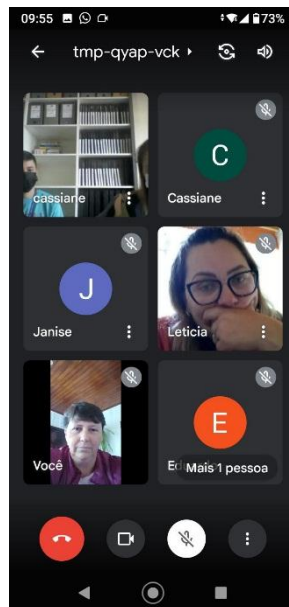 09:55 73%
tmp-qyap-vck
cassiane
C
Cassiane
J
Janise
Leticia
Você
E
Mais 1 pessoa